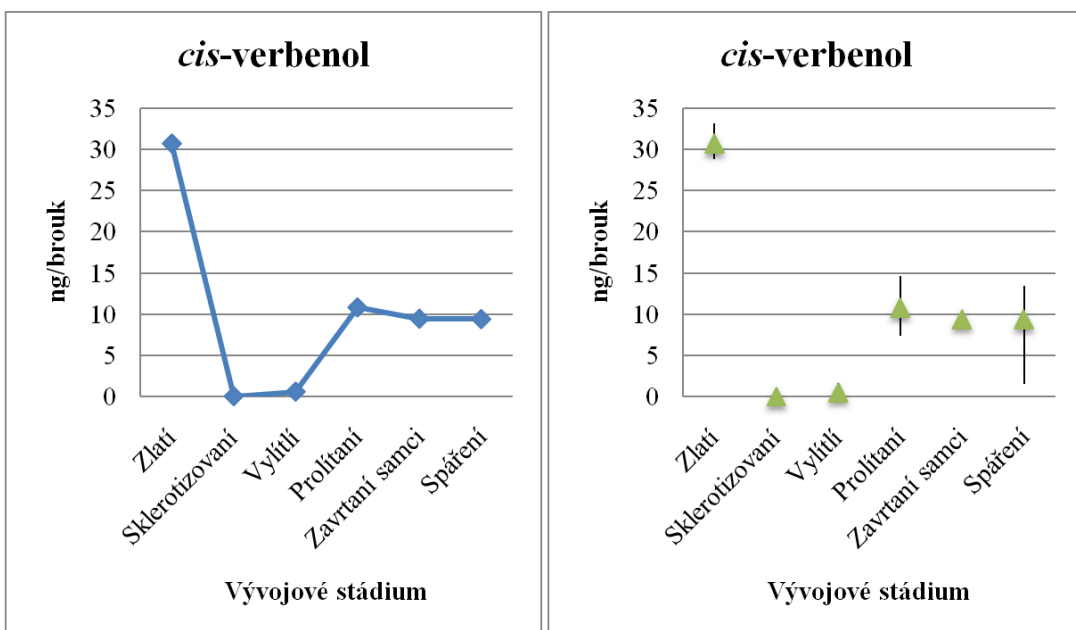 cis-verbenol
35
30
25
20
15
10
5
0
ng/brouk
Zlatí
Sklerotizovaní
Vylítlí
Prolítaní
Zavrtaní samci
Spáření
Vývojové stádium
cis-verbenol
35
30
25
20
15
10
5
0
ng/brouk
Zlatí
Sklerotizovaní
Vylítlí
Prolítaní
Zavrtaní samci
Spáření
Vývojové stádium